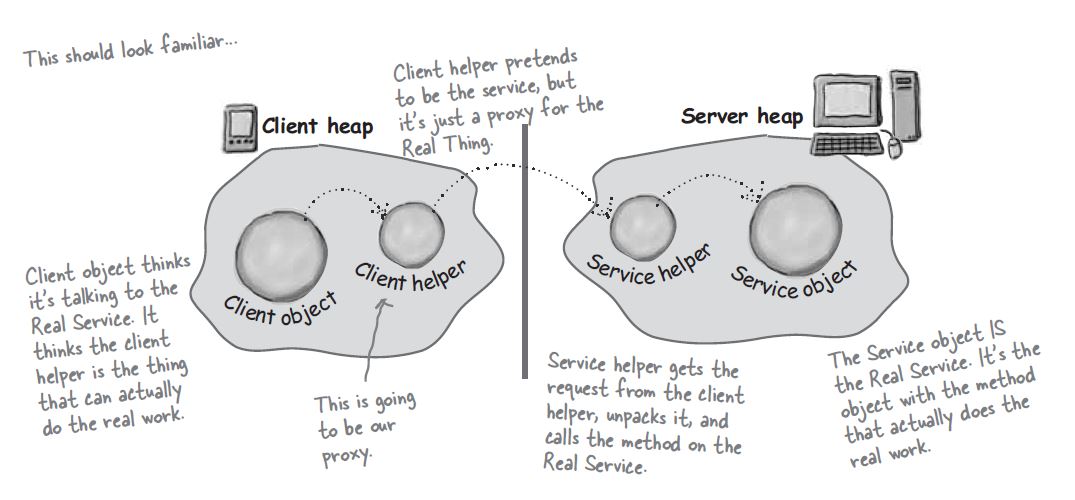 This should look familiar...
Client helper pretends
to be the service, but
it's just a proxy for the
Real Thing.
Client heap
Server heap
Client object thinks
it's talking to the
Real Service. It
thinks the client
helper is the thing
that can actually
do the real work.
Client object
Client helper
Service helper
Service object
This is going
to be our
proxy.
Service helper gets the
request from the client
helper, unpacks it, and
calls the method on the
Real Service.
The Service object IS
the Real Service. It's the
object with the method
that actually does the
real work.